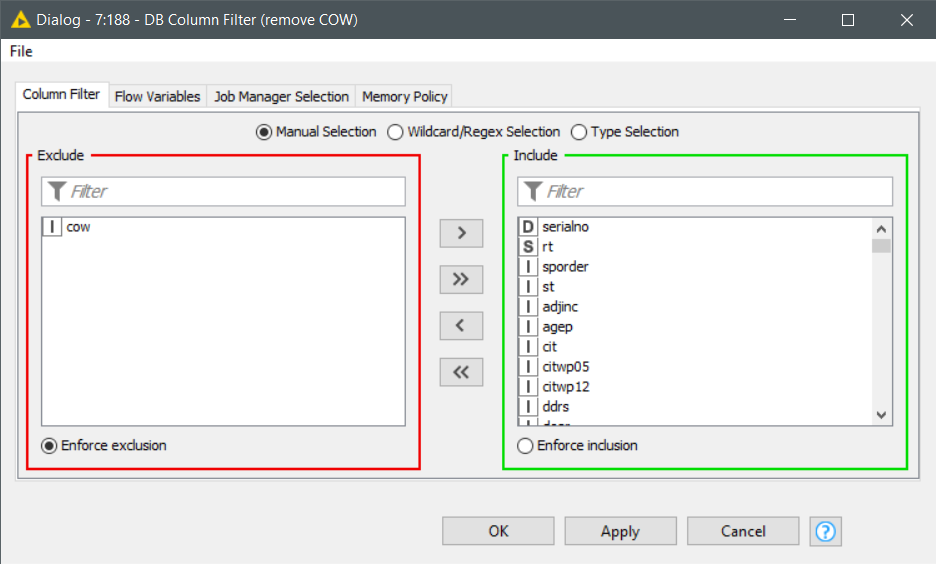 Dialog - 7:188 - DB Column Filter (remove COW)
File
Column Filter Flow Variables Job Manager Selection Memory Policy
Manual Selection Wildcard/Regex Selection Type Selection
Exclude
Filter
I cow
Enforce exclusion
>
>>
<
<<
Include
Filter
D serialno
S rt
I sporder
I st
I adjinc
I agep
I cit
I citwp05
I citwp12
I ddrs
Enforce inclusion
OK Apply Cancel ?